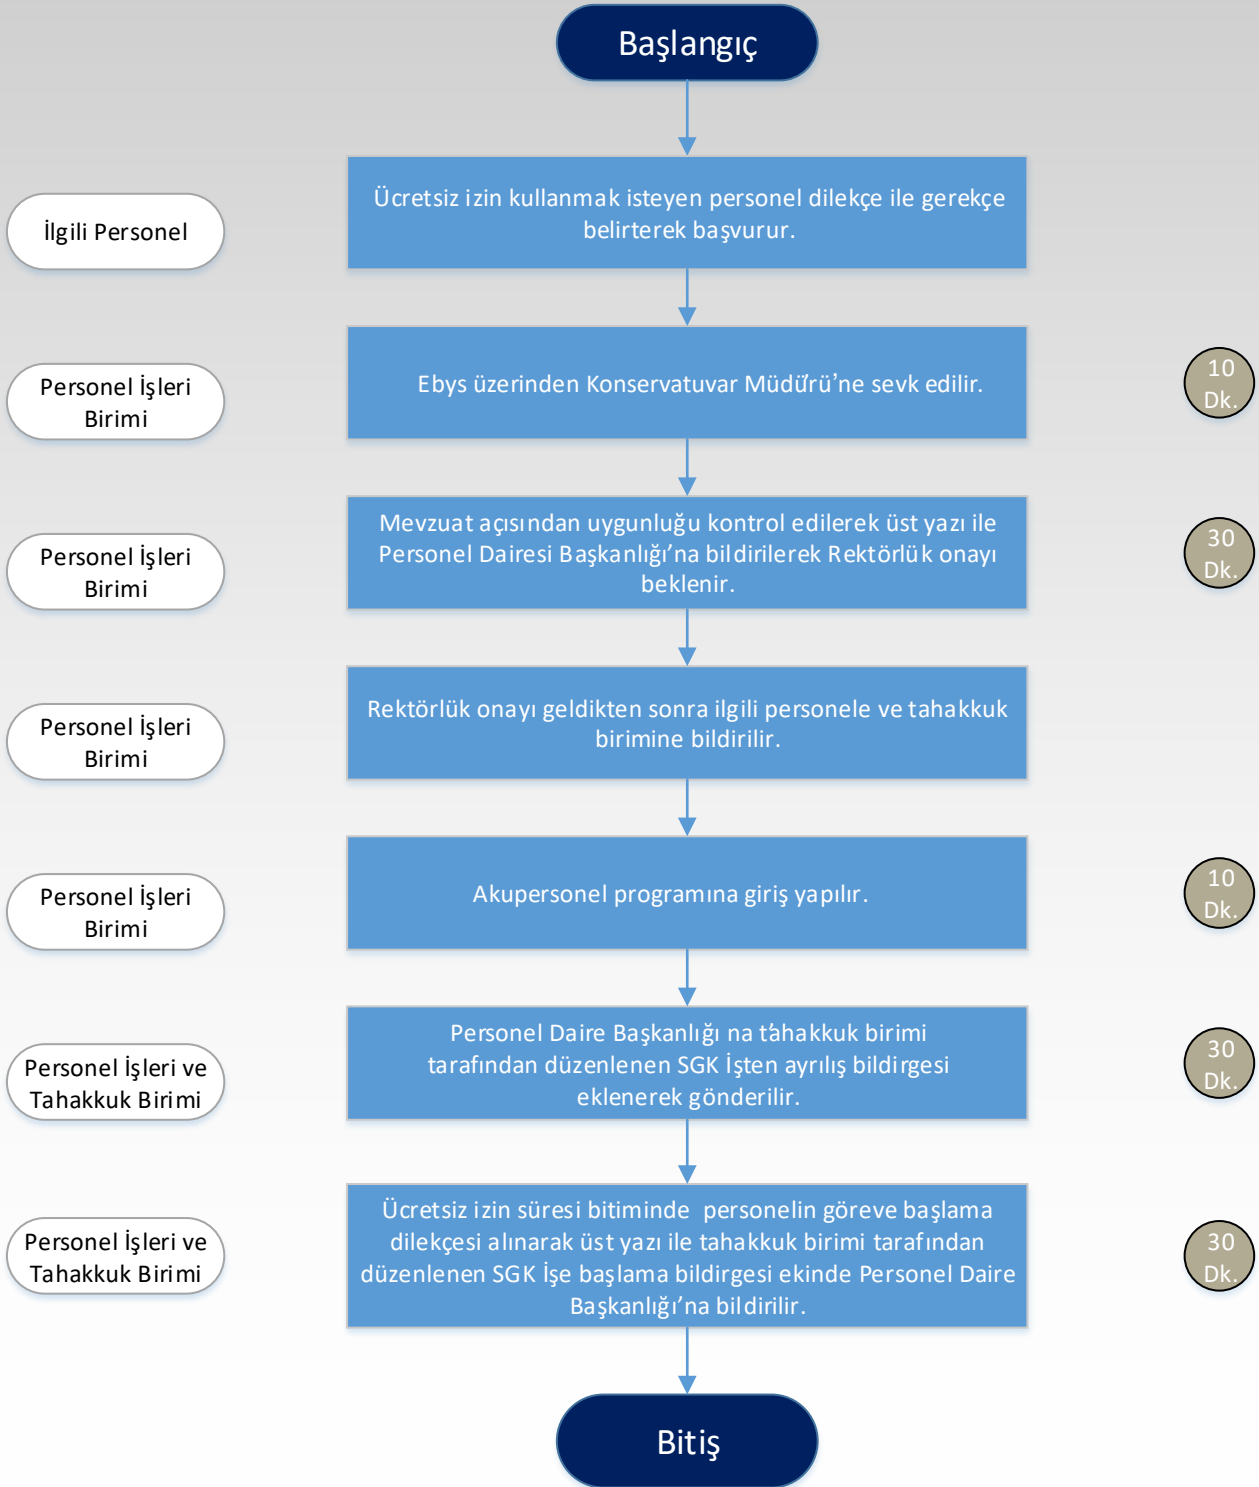 Başlangıç
İlgili Personel
Ücretsiz izin kullanmak isteyen personel dilekçe ile gerekçe
belirterek başvurur.
Personel İşleri
Birimi
Ebys üzerinden Konservatuvar Müdürü’ne sevk edilir.
10
Dk.
Personel İşleri
Birimi
Mevzuat açısından uygunluğu kontrol edilerek üst yazı ile
Personel Dairesi Başkanlığı’na bildirilerek Rektörlük onayı
beklenir.
30
Dk.
Personel İşleri
Birimi
Rektörlük onayı geldikten sonra ilgili personele ve tahakkuk
birimine bildirilir.
Personel İşleri
Birimi
Akupersonel programına giriş yapılır.
10
Dk.
Personel İşleri ve
Tahakkuk Birimi
Personel Daire Başkanlığı na t’ahakkuk birimi
tarafından düzenlenen SGK İşten ayrılış bildirgesi
eklenerek gönderilir.
30
Dk.
Personel İşleri ve
Tahakkuk Birimi
Ücretsiz izin süresi bitiminde personelin göreve başlama
dilekçesi alınarak üst yazı ile tahakkuk birimi tarafından
düzenlenen SGK İşe başlama bildirgesi ekinde Personel Daire
Başkanlığı’na bildirilir.
30
Dk.
Bitiş